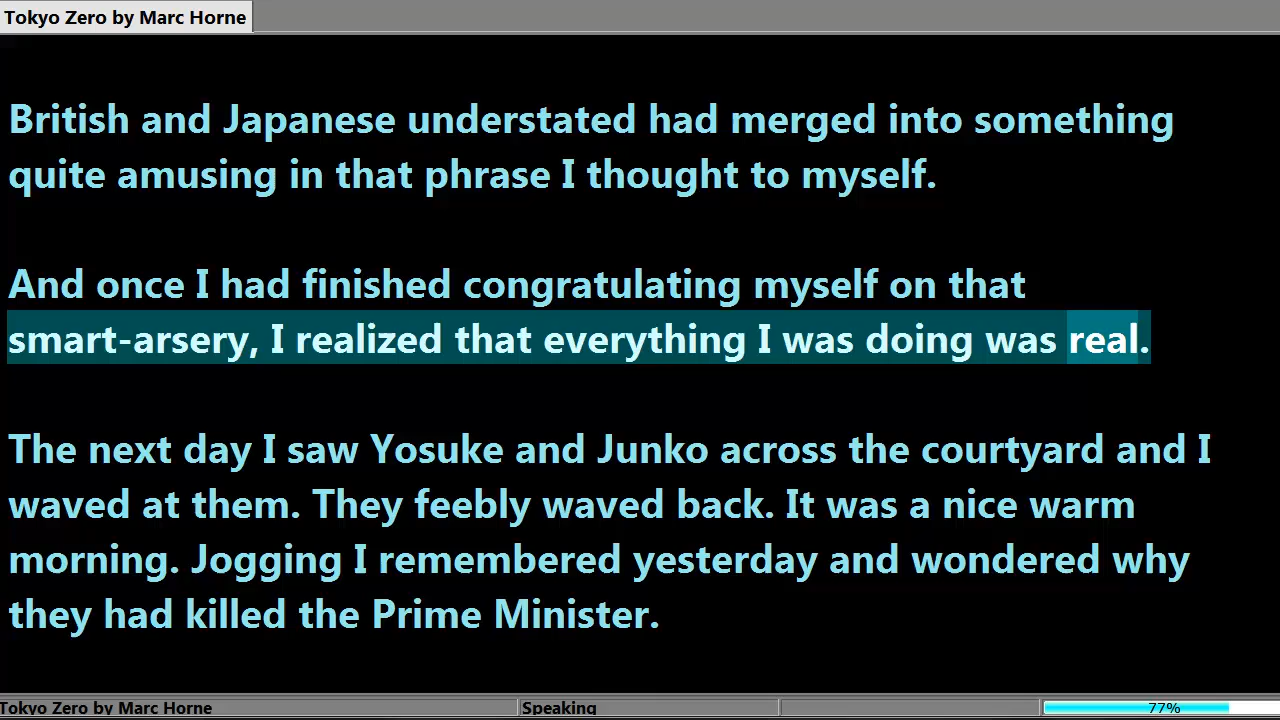 Tokyo Zero by Marc Horne
British and Japanese understated had merged into something
quite amusing in that phrase I thought to myself.
And once I had finished congratulating myself on that
smart-arsery, I realized that everything I was doing was real.
The next day I saw Yosuke and Junko across the courtyard and I
waved at them. They feebly waved back. It was a nice warm
morning. Jogging I remembered yesterday and wondered why
they had killed the Prime Minister.
Tokyo Zero by Marc Horne Speaking 77%